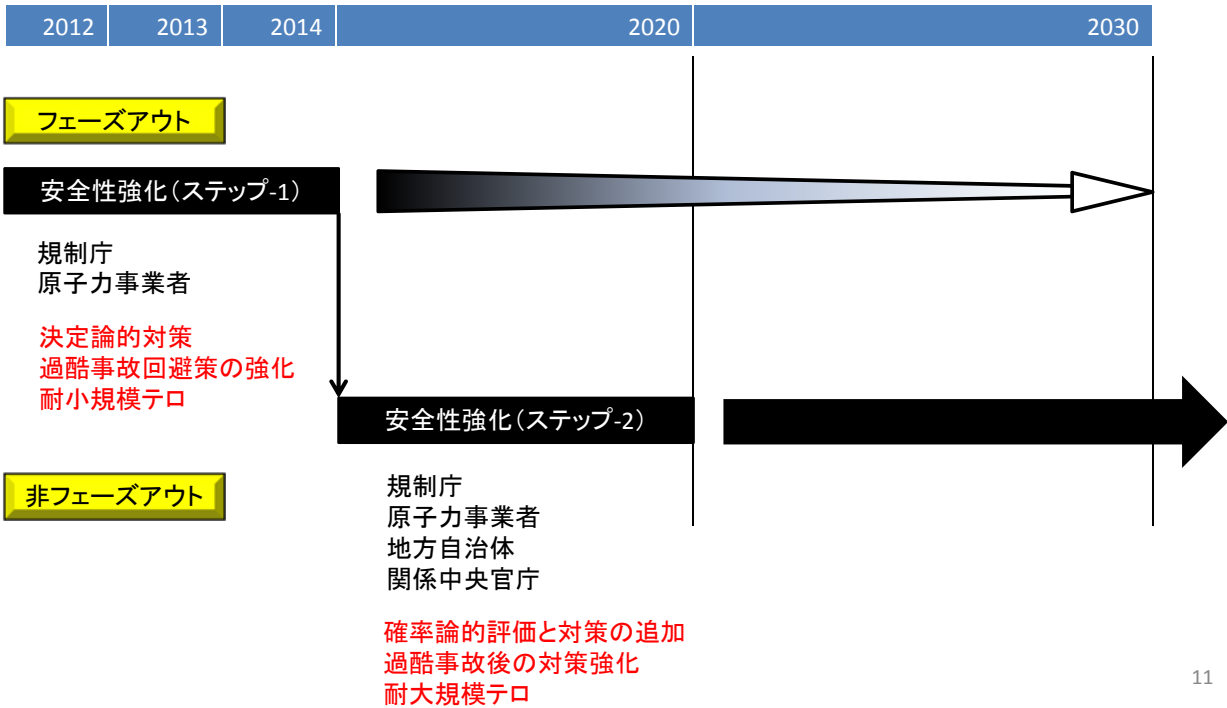 2012 2013 2014 2020 2030
フェーズアウト
安全性強化(ステップ-1)
規制庁
原子力事業者
決定論的対策
過酷事故回避策の強化
耐小規模テロ
安全性強化(ステップ-2)
非フェーズアウト
規制庁
原子力事業者
地方自治体
関係中央官庁
確率論的評価と対策の追加
過酷事故後の対策強化
耐大規模テロ
11